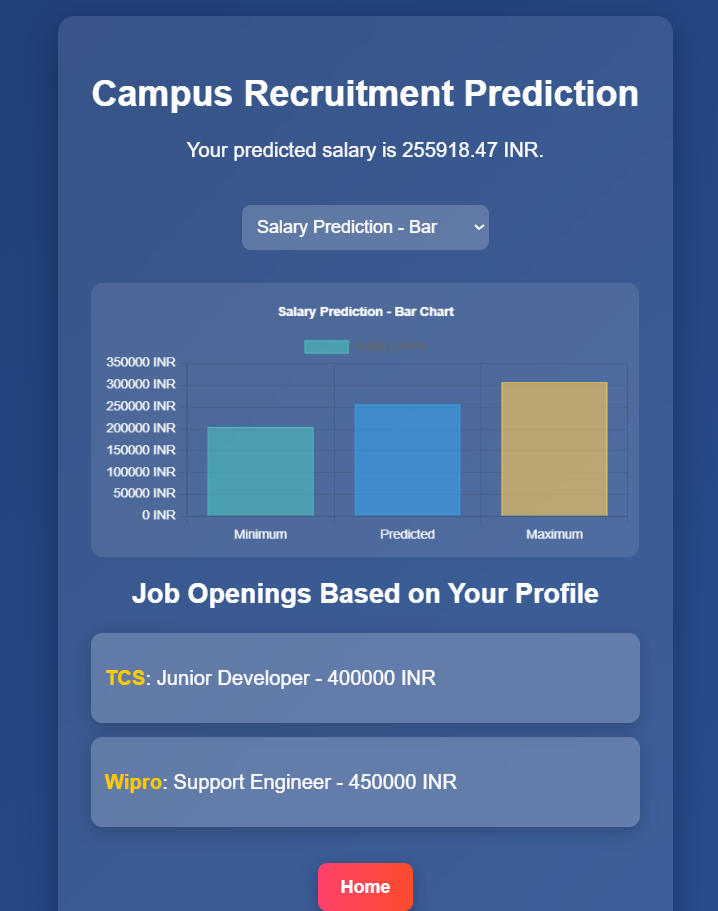 Campus Recruitment Prediction
Your predicted salary is 255918.47 INR.
Salary Prediction - Bar
Salary Prediction - Bar Chart
350000 INR
300000 INR
250000 INR
200000 INR
150000 INR
100000 INR
50000 INR
0 INR
Minimum Predicted Maximum
Job Openings Based on Your Profile
TCS: Junior Developer - 400000 INR
Wipro: Support Engineer - 450000 INR
Home